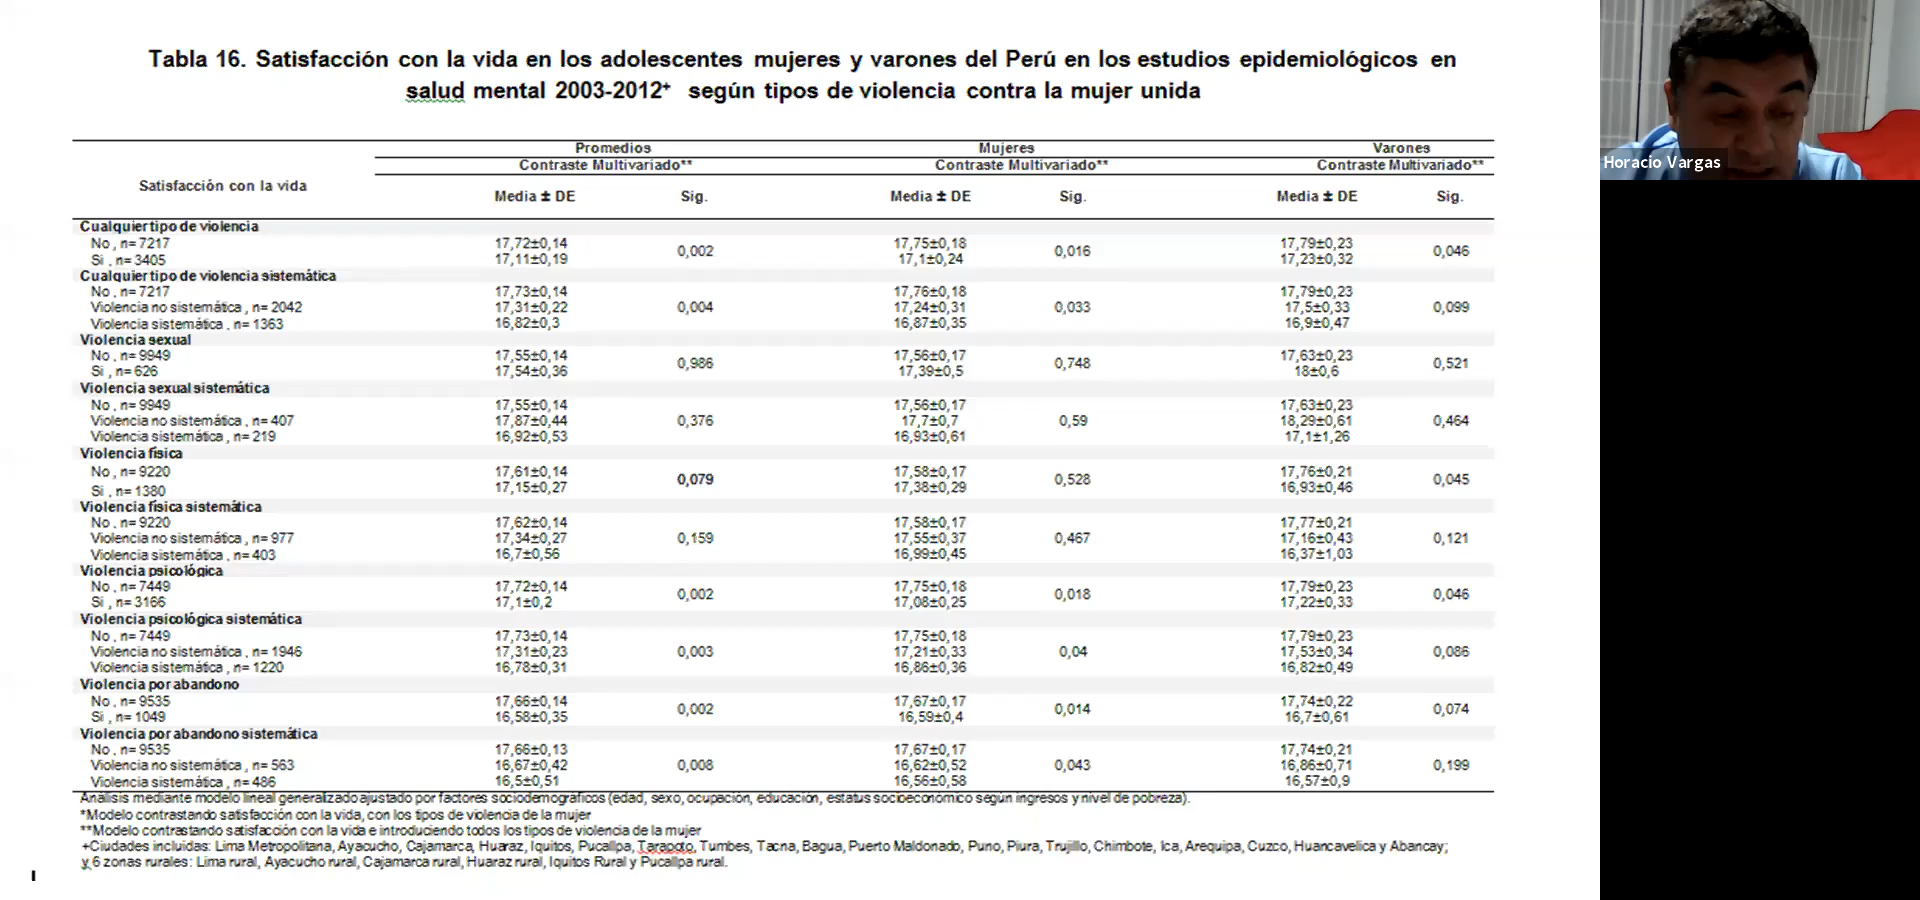 Tabla 16. Satisfacción con la vida en los adolescentes mujeres y varones del Perú en los estudios epidemiológicos en
salud mental 2003-2012+ según tipos de violencia contra la mujer unida
Horacio Vargas
Promedios Mujeres Varones
Contraste Multivariado** Contraste Multivariado** Contraste Multivariado**
Satisfacción con la vida
Media ± DE Sig. Media ± DE Sig. Media ± DE Sig.
Cualquier tipo de violencia
No , n= 7217 17,72±0,14 17,75±0,18 17,79±0,23
0,002 0,016 0,046
Si , n= 3405 17,11±0,19 17,1±0,24 17,23±0,32
Cualquier tipo de violencia sistemática
No , n= 7217 17,73±0,14 17,76±0,18 17,79±0,23
Violencia no sistemática , n= 2042 17,31±0,22 0,004 17,24±0,31 0,033 17,5±0,33 0,099
Violencia sistemática , n= 1363 16,82±0,3 16,87±0,35 16,9±0,47
Violencia sexual
No , n= 9949 17,55±0,14 17,56±0,17 17,63±0,23
0,986 0,748 0,521
Si , n= 626 17,54±0,36 17,39±0,5 18±0,6
Violencia sexual sistemática
No , n= 9949 17,55±0,14 17,56±0,17 17,63±0,23
Violencia no sistemática , n= 407 17,87±0,44 0,376 17,7±0,7 0,59 18,29±0,61 0,464
Violencia sistemática , n= 219 16,92±0,53 16,93±0,61 17,1±1,26
Violencia física
No , n= 9220 17,61±0,14 17,58±0,17 17,76±0,21
0,079 0,528 0,045
Si , n= 1380 17,15±0,27 17,38±0,29 16,93±0,46
Violencia física sistemática
No , n= 9220 17,62±0,14 17,58±0,17 17,77±0,21
Violencia no sistemática , n= 977 17,34±0,27 0,159 17,55±0,37 0,467 17,16±0,43 0,121
Violencia sistemática , n= 403 16,7±0,56 16,99±0,45 16,37±1,03
Violencia psicológica
No , n= 7449 17,72±0,14 17,75±0,18 17,79±0,23
0,002 0,018 0,046
Si , n= 3166 17,1±0,2 17,08±0,25 17,22±0,33
Violencia psicológica sistemática
No , n= 7449 17,73±0,14 17,75±0,18 17,79±0,23
Violencia no sistemática , n= 1946 17,31±0,23 0,003 17,21±0,33 0,04 17,53±0,34 0,086
Violencia sistemática , n= 1220 16,78±0,31 16,86±0,36 16,82±0,49
Violencia por abandono
No , n= 9535 17,66±0,14 17,67±0,17 17,74±0,22
0,002 0,014 0,074
Si , n= 1049 16,58±0,35 16,59±0,4 16,7±0,61
Violencia por abandono sistemática
No , n= 9535 17,66±0,13 17,67±0,17 17,74±0,21
Violencia no sistemática , n= 563 16,67±0,42 0,008 16,62±0,52 0,043 16,86±0,71 0,199
Violencia sistemática , n= 486 16,5±0,51 16,56±0,58 16,57±0,9
Analisis mediante modelo lineal generalizado ajustado por factores sociodemográficos (edad, sexo, ocupación, educación, estatus socioeconómico según ingresos y nivel de pobreza).
*Modelo contrastando satisfacción con la vida, con los tipos de violencia de la mujer
**Modelo contrastando satisfacción con la vida e introduciendo todos los tipos de violencia de la mujer
+Ciudades incluidas: Lima Metropolitana, Ayacucho, Cajamarca, Huaraz, Iquitos, Pucallpa, Tarapoto, Tumbes, Tacna, Bagua, Puerto Maldonado, Puno, Piura, Trujillo, Chimbote, Ica, Arequipa, Cuzco, Huancavelica y Abancay;
y 6 zonas rurales: Lima rural, Ayacucho rural, Cajamarca rural, Huaraz rural, Iquitos Rural y Pucallpa rural.